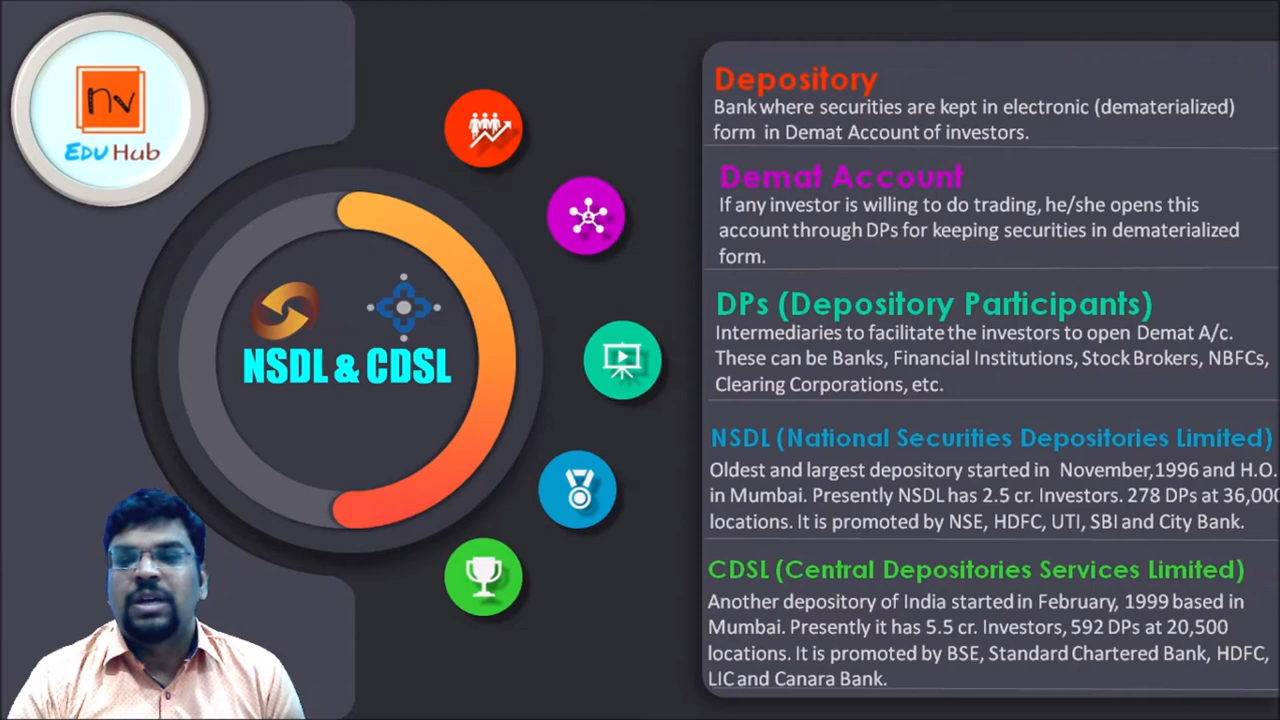 nv
EDU Hub
NSDL & CDSL
Depository
Bank where securities are kept in electronic (dematerialized)
form in Demat Account of investors.
Demat Account
If any investor is willing to do trading, he/she opens this
account through DPs for keeping securities in dematerialized
form.
DPs (Depository Participants)
Intermediaries to facilitate the investors to open Demat A/c.
These can be Banks, Financial Institutions, Stock Brokers, NBFCs,
Clearing Corporations, etc.
NSDL (National Securities Depositories Limited)
Oldest and largest depository started in November,1996 and H.O.
in Mumbai. Presently NSDL has 2.5 cr. Investors. 278 DPs at 36,000
locations. It is promoted by NSE, HDFC, UTI, SBI and City Bank.
CDSL (Central Depositories Services Limited)
Another depository of India started in February, 1999 based in
Mumbai. Presently it has 5.5 cr. Investors, 592 DPs at 20,500
locations. It is promoted by BSE, Standard Chartered Bank, HDFC,
LIC and Canara Bank.